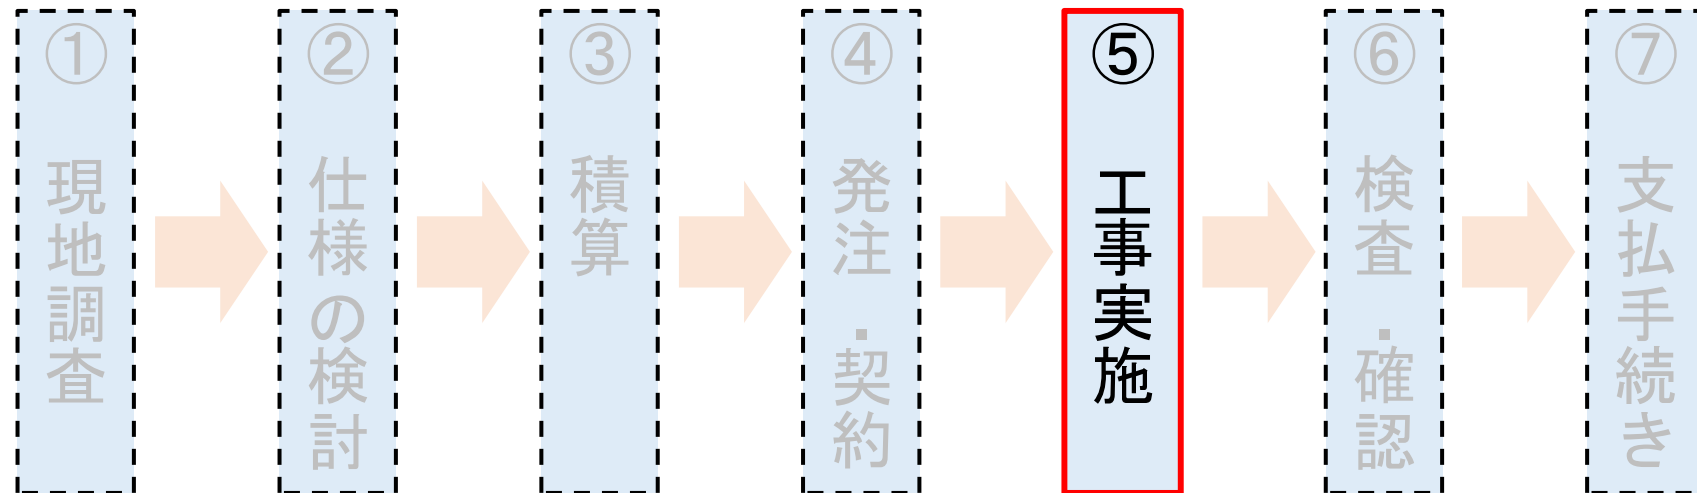 ①現地調査
②仕様の検討
③積算
④発注・契約
⑤工事実施
⑥検査・確認
⑦支払手続き